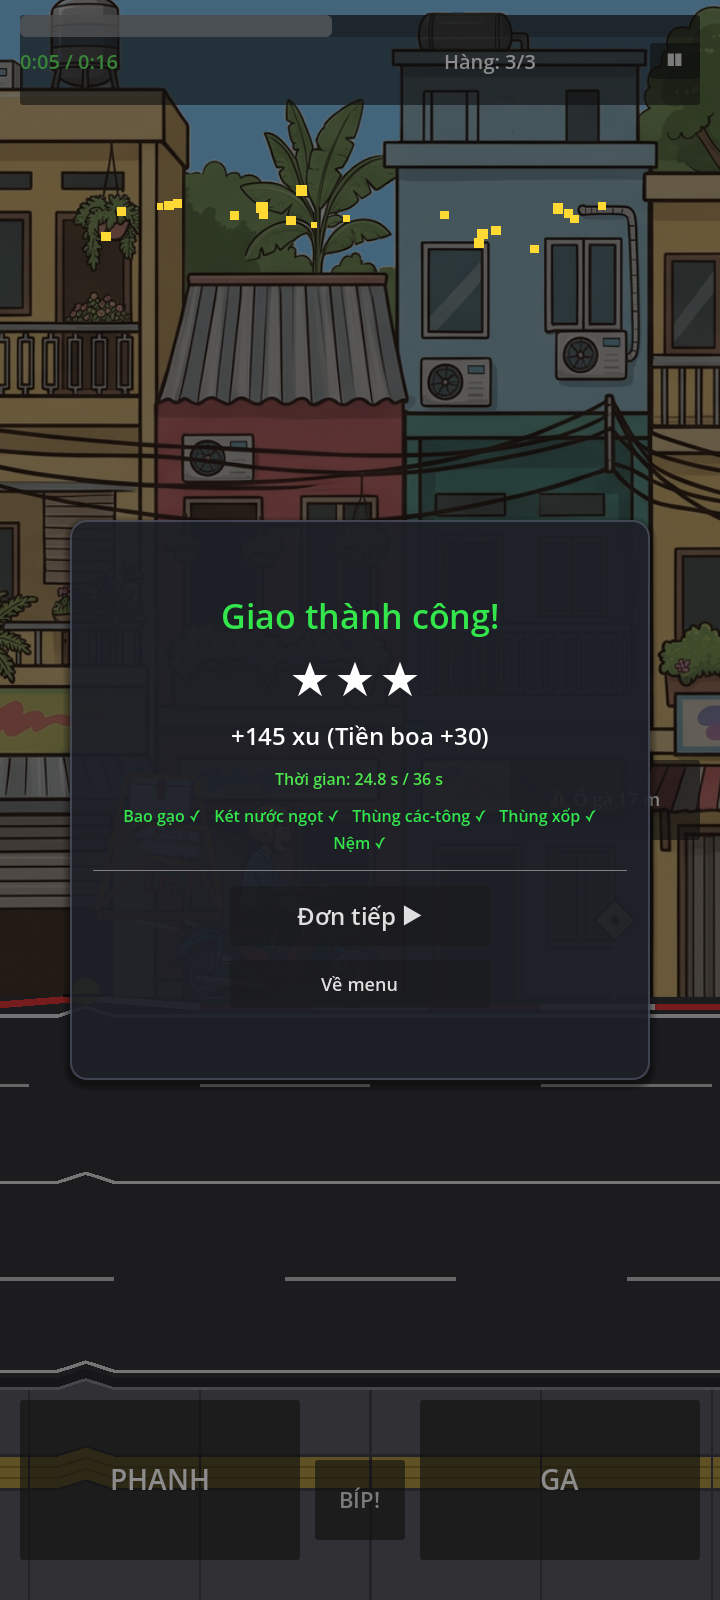 0:05 / 0:16
Hàng: 3/3
Giao thành công!
★ ★ ★
+145 xu (Tiền boa +30)
Thời gian: 24.8 s / 36 s
Bao gạo ✓ Két nước ngọt ✓ Thùng các-tông ✓ Thùng xốp ✓
Nệm ✓
Ổ gà 17 m
Đơn tiếp ▶
Về menu
PHANH
BÍP!
GA